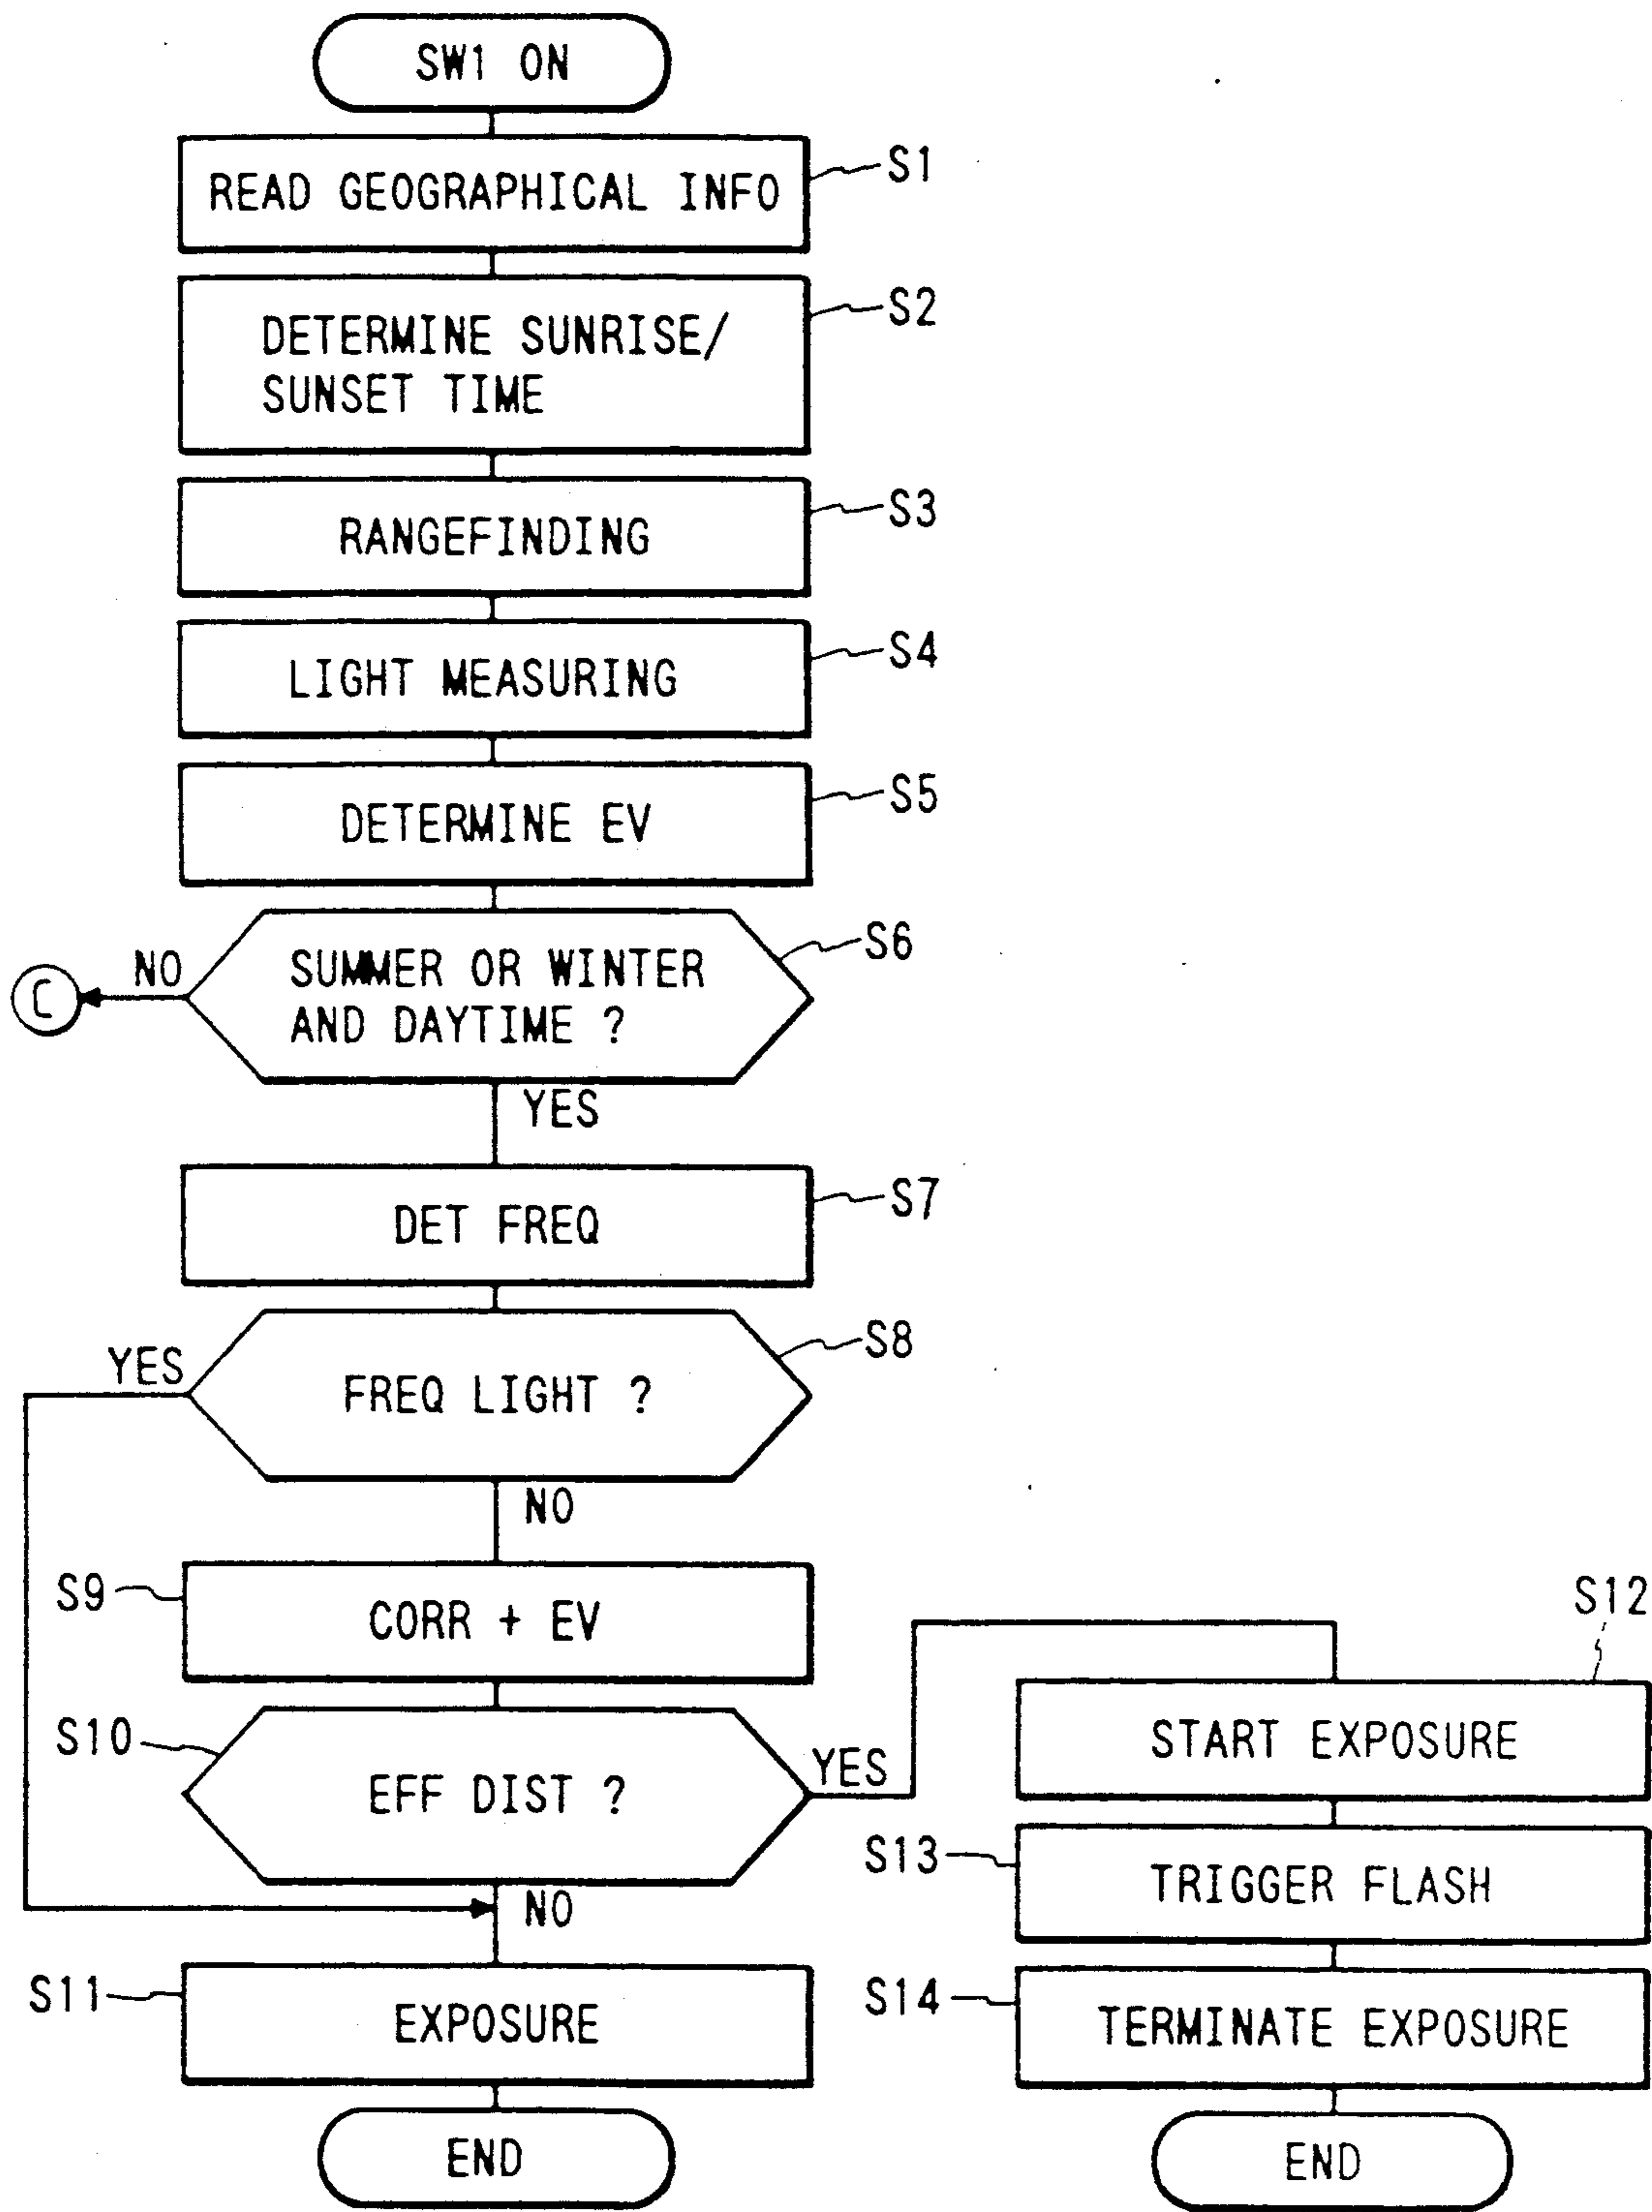 SW1 ON
READ GEOGRAPHICAL INFO
S1
DETERMINE SUNRISE/
SUNSET TIME
S2
RANGEFINDING
S3
LIGHT MEASURING
S4
DETERMINE EV
S5
SUMMER OR WINTER
AND DAYTIME ?
S6
NO
C
YES
DET FREQ
S7
FREQ LIGHT ?
S8
YES
NO
S9
CORR + EV
S10
EFF DIST ?
YES
NO
S11
EXPOSURE
END
S12
START EXPOSURE
S13
TRIGGER FLASH
S14
TERMINATE EXPOSURE
END